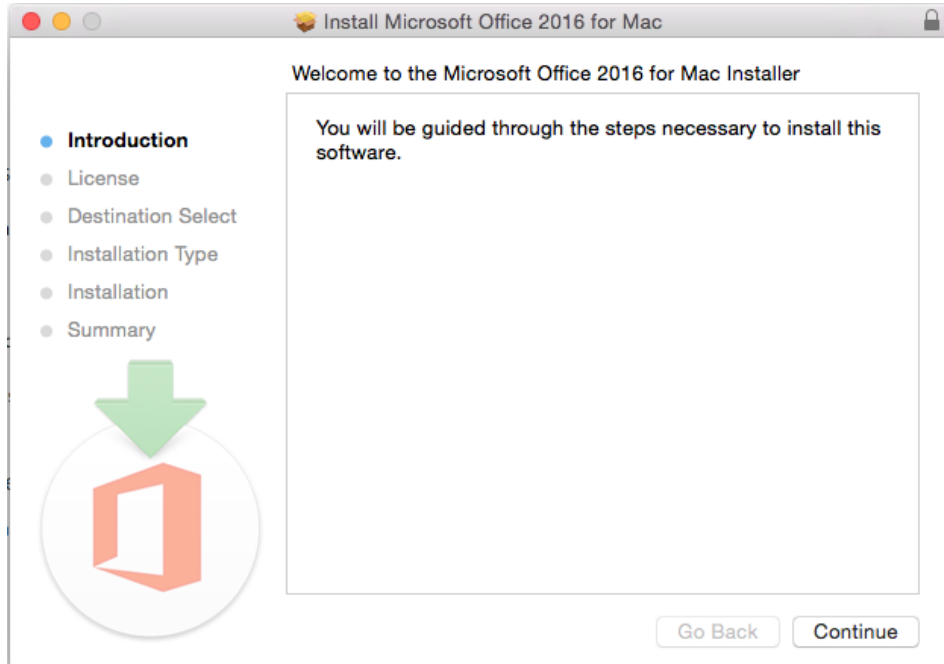 Install Microsoft Office 2016 for Mac
Welcome to the Microsoft Office 2016 for Mac Installer
Introduction
License
Destination Select
Installation Type
Installation
Summary
You will be guided through the steps necessary to install this
software.
Go Back
Continue